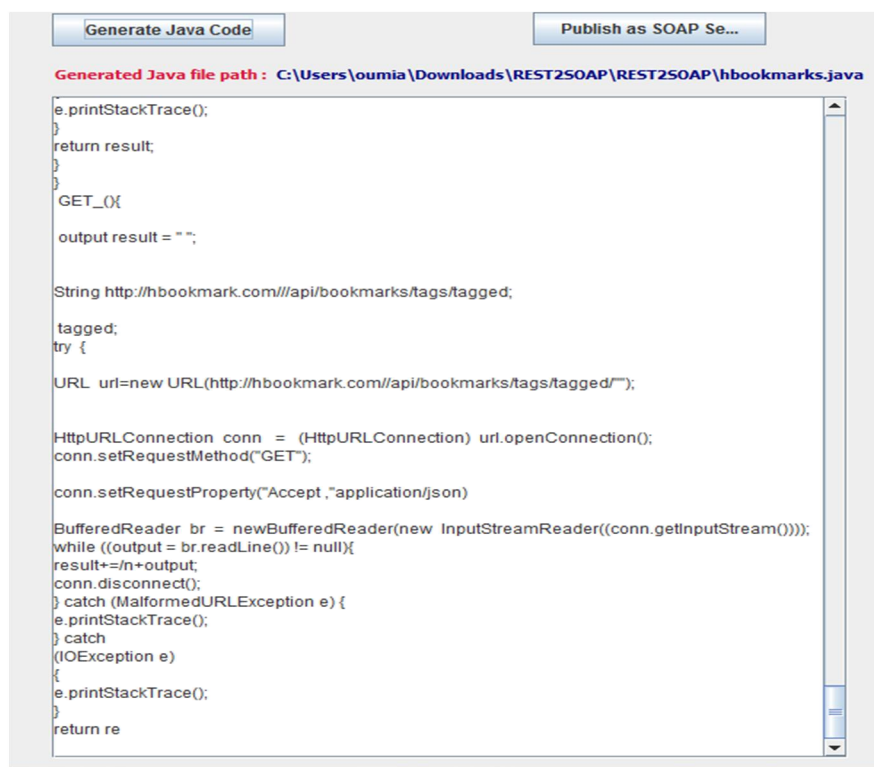 Generate Java Code
Publish as SOAP Se...
Generated Java file path : C:\Users\oumia\Downloads\REST2SOAP\REST2SOAP\hbookmarks.java
e.printStackTrace();
}
return result;
}
}
GET_(){
output result = " ";
String http://hbookmark.com///api/bookmarks/tags/tagged;
tagged;
try {
URL url=new URL(http://hbookmark.com//api/bookmarks/tags/tagged/"");
HttpURLConnection conn = (HttpURLConnection) url.openConnection();
conn.setRequestMethod("GET");
conn.setRequestProperty("Accept ,"application/json)
BufferedReader br = newBufferedReader(new InputStreamReader((conn.getInputStream())));
while ((output = br.readLine()) != null){
result+=/n+output;
conn.disconnect();
} catch (MalformedURLException e) {
e.printStackTrace();
} catch
(IOException e)
{
e.printStackTrace();
}
return re